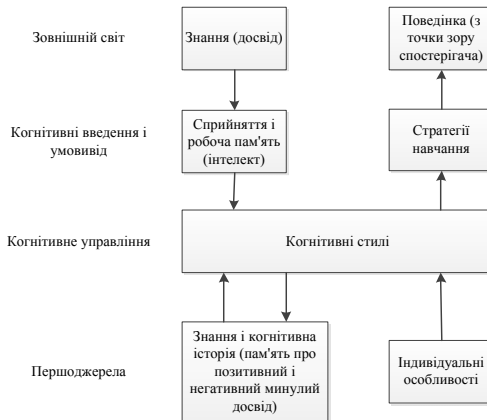 Зовнішній світ
Знання (досвід)
Поведінка (з
точки зору
спостерігача)
Когнітивні введення і
умовивід
Сприйняття і
робоча пам'ять
(інтелект)
Стратегії
навчання
Когнітивне управління
Когнітивні стилі
Першоджерела
Знання і когнітивна
історія (пам'ять про
позитивний і
негативний минулий
досвід)
Індивідуальні
особливості